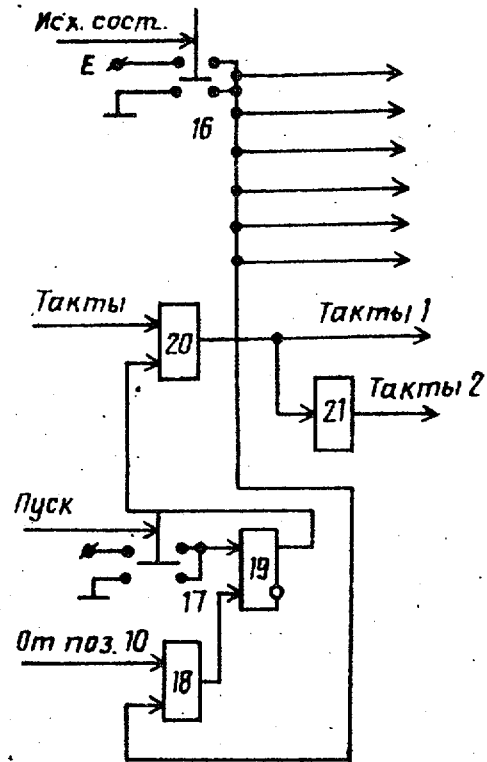 Исх. сост.
E
16
Такты
20
Такты 1
21
Такты 2
Пуск
17
19
От поз. 10
18